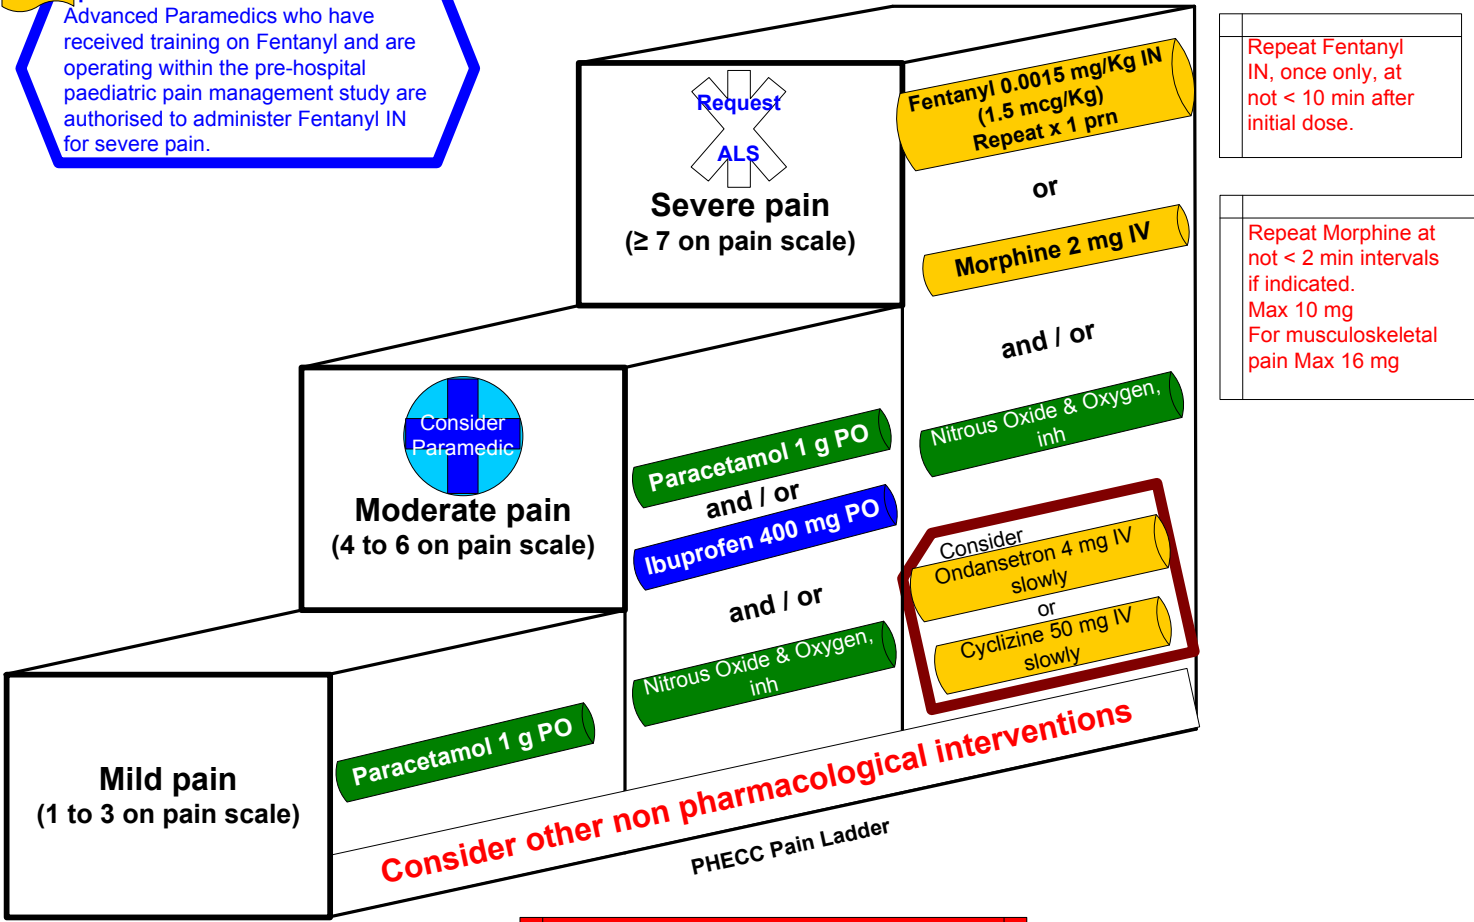 Advanced Paramedics who have
received training on Fentanyl and are
operating within the pre-hospital
paediatric pain management study are
authorised to administer Fentanyl IN
for severe pain.
Request
ALS
Severe pain
(≥ 7 on pain scale)
Fentanyl 0.0015 mg/Kg IN
(1.5 mcg/Kg)
Repeat x 1 prn
or
Morphine 2 mg IV
and / or
Nitrous Oxide & Oxygen,
inh
Consider
Ondansetron 4 mg IV
slowly
or
Cyclizine 50 mg IV
slowly
Repeat Fentanyl
IN, once only, at
not < 10 min after
initial dose.
Repeat Morphine at
not < 2 min intervals
if indicated.
Max 10 mg
For musculoskeletal
pain Max 16 mg
Consider
Paramedic
Moderate pain
(4 to 6 on pain scale)
Paracetamol 1 g PO
and / or
Ibuprofen 400 mg PO
and / or
Nitrous Oxide & Oxygen,
inh
Mild pain
(1 to 3 on pain scale)
Paracetamol 1 g PO
Consider other non pharmacological interventions
PHECC Pain Ladder